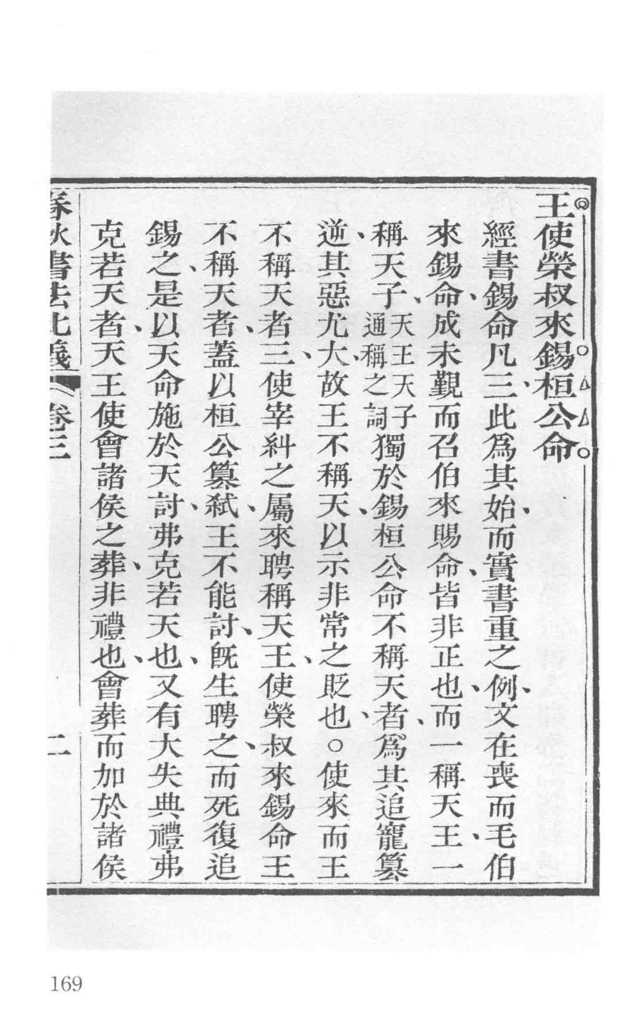 王使榮叔來錫桓公命
經書錫命凡三此爲其始而實書重之例文在喪而毛伯
來錫命成未覲而召伯來賜命皆非正也而一稱天王一
稱天子天王天子通稱之詞獨於錫桓公命不稱天者爲其追寵篡
逆其惡尤大故王不稱天以示非常之貶也○使來而王
不稱天者三使宰糾之屬來聘稱天王使榮叔來錫命王
不稱天者蓋以桓公篡弑王不能討旣生聘之而死復追
錫之是以天命施於天討弗克若天也又有大失典禮弗
克若天者天王使會諸侯之葬非禮也會葬而加於諸侯
春秋書法比義
卷三
二
169